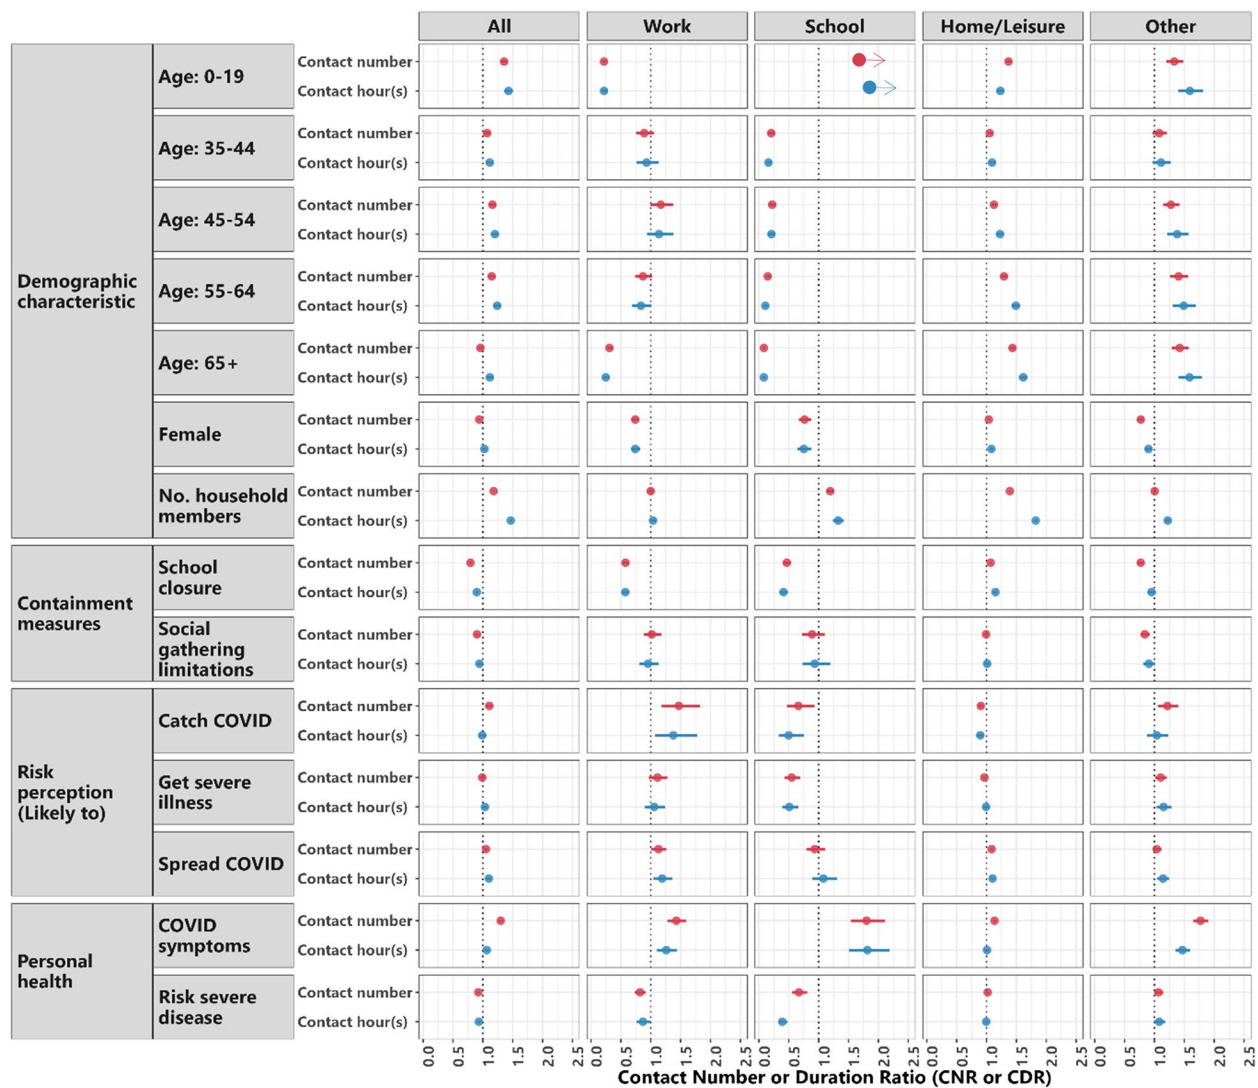 All Work School Home/Leisure Other
Demographic
characteristic
Age: 0-19
Contact number
Contact hour(s)
Age: 35-44
Contact number
Contact hour(s)
Age: 45-54
Contact number
Contact hour(s)
Age: 55-64
Contact number
Contact hour(s)
Age: 65+
Contact number
Contact hour(s)
Female
Contact number
Contact hour(s)
No. household
members
Contact number
Contact hour(s)
Containment
measures
School
closure
Contact number
Contact hour(s)
Social
gathering
limitations
Contact number
Contact hour(s)
Risk
perception
(Likely to)
Catch COVID
Contact number
Contact hour(s)
Get severe
illness
Contact number
Contact hour(s)
Spread COVID
Contact number
Contact hour(s)
Personal
health
COVID
symptoms
Contact number
Contact hour(s)
Risk severe
disease
Contact number
Contact hour(s)
0.0 0.5 1.0 1.5 2.0 2.5 0.0 0.5 1.0 1.5 2.0 2.5 0.0 0.5 1.0 1.5 2.0 2.5 0.0 0.5 1.0 1.5 2.0 2.5 0.0 0.5 1.0 1.5 2.0 2.5
Contact Number or Duration Ratio (CNR or CDR)